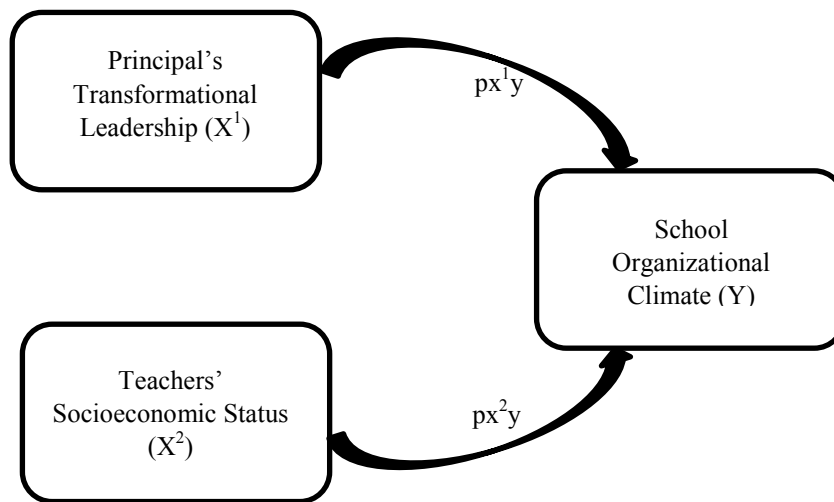 Principal’s
Transformational
Leadership (X¹)
px¹y
School
Organizational
Climate (Y)
Teachers’
Socioeconomic Status
(X²)
px²y